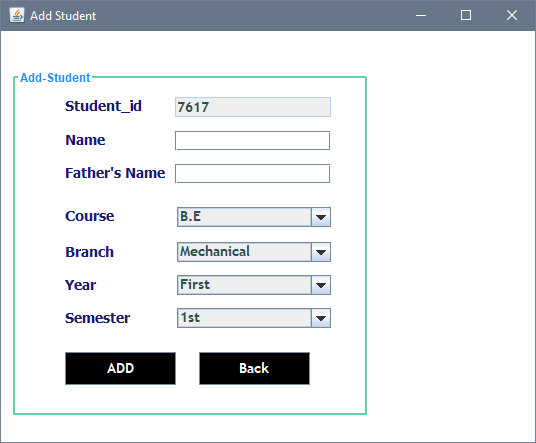 Add Student
Add-Student
Student_id 7617
Name
Father's Name
Course B.E
Branch Mechanical
Year First
Semester 1st
ADD Back